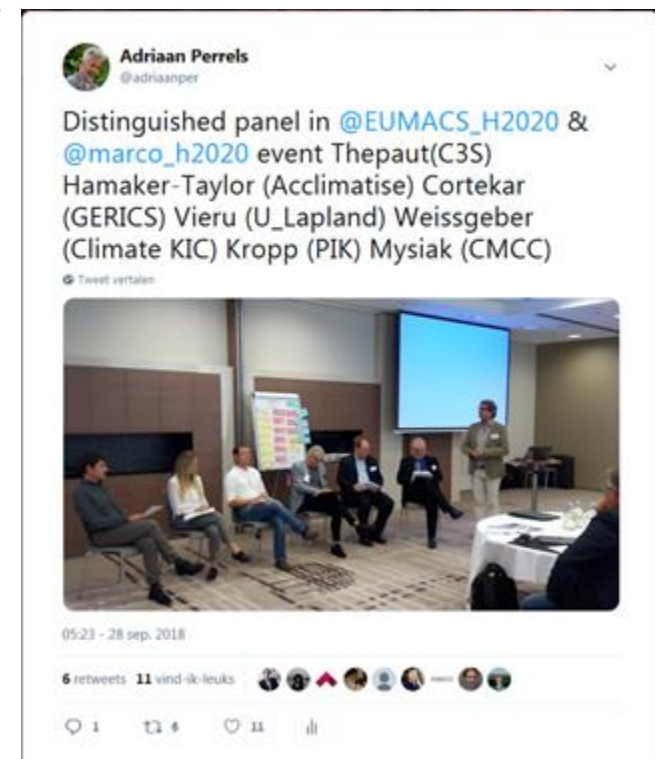 Adriaan Perrels
@adriaanper
Distinguished panel in @EUMACS_H2020 &
@marco_h2020 event Thepaut(C3S)
Hamaker-Taylor (Acclimatise) Cortekar
(GERICS) Vieru (U_Lapland) Weissgeber
(Climate KIC) Kropp (PIK) Mysiak (CMCC)
Tweet vertalen
05:23 - 28 sep. 2018
6 retweets 11 vind-ik-leuks
1 6 11